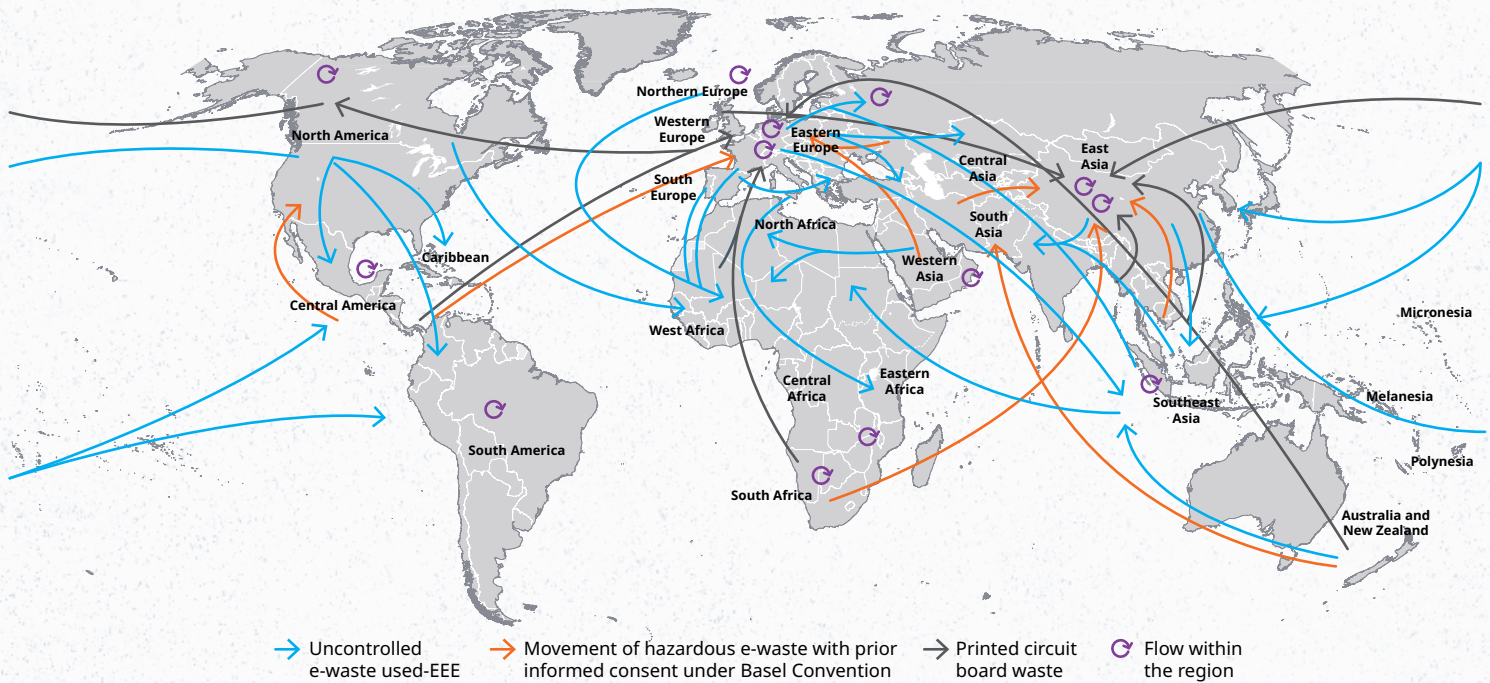 Northern Europe
North America
Western
Europe
Eastern
Europe
East
Asia
Central
Asia
South
Europe
North Africa
South
Asia
Caribbean
Western
Asia
Central America
West Africa
Micronesia
Central
Africa
Eastern
Africa
Southeast
Asia
Melanesia
South America
Polynesia
South Africa
Australia and
New Zealand
Uncontrolled
e-waste used-EEE
Movement of hazardous e-waste with prior
informed consent under Basel Convention
Printed circuit
board waste
Flow within
the region